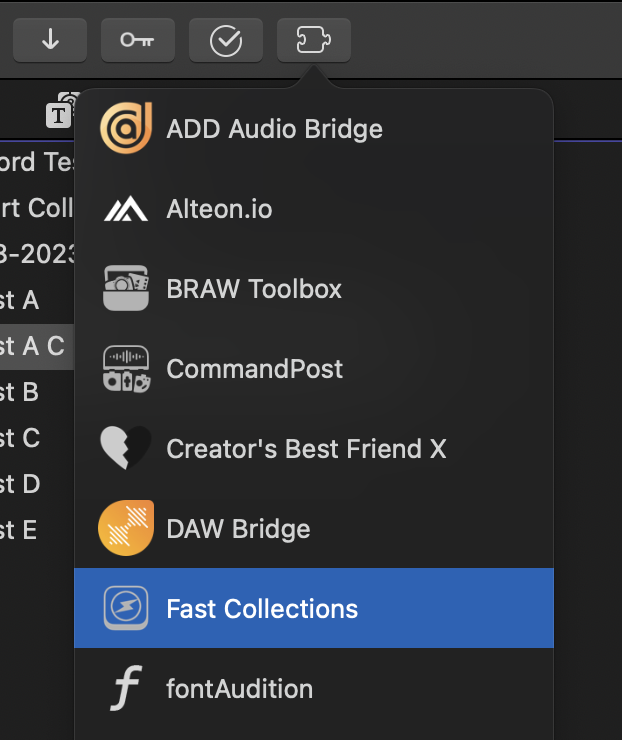 T
ord Te
rt Coll
3-2023
st A
st A C
st B
st C
st D
st E
ADD Audio Bridge
Alteon.io
BRAW Toolbox
CommandPost
Creator's Best Friend X
DAW Bridge
Fast Collections
fontAudition